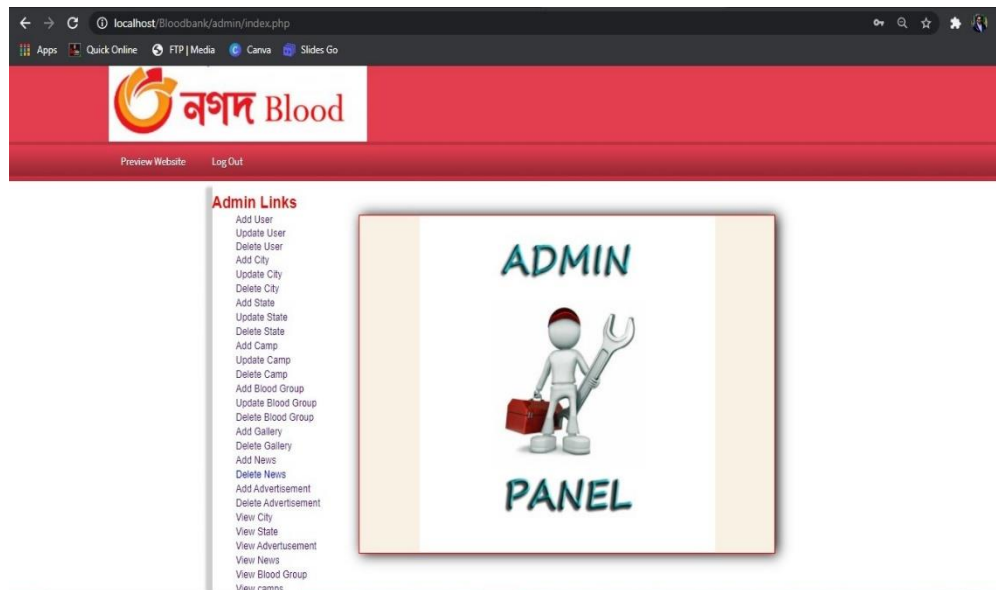 localhost/Bloodbank/admin/index.php
Apps Quick Online FTP | Media Canva Slides Go
নগদ Blood
Preview Website Log Out
Admin Links
Add User
Update User
Delete User
Add City
Update City
Delete City
Add State
Update State
Delete State
Add Camp
Update Camp
Delete Camp
Add Blood Group
Update Blood Group
Delete Blood Group
Add Gallery
Delete Gallery
Add News
Delete News
Add Advertisement
Delete Advertisement
View City
View State
View Advertusement
View News
View Blood Group
View camps
ADMIN
PANEL